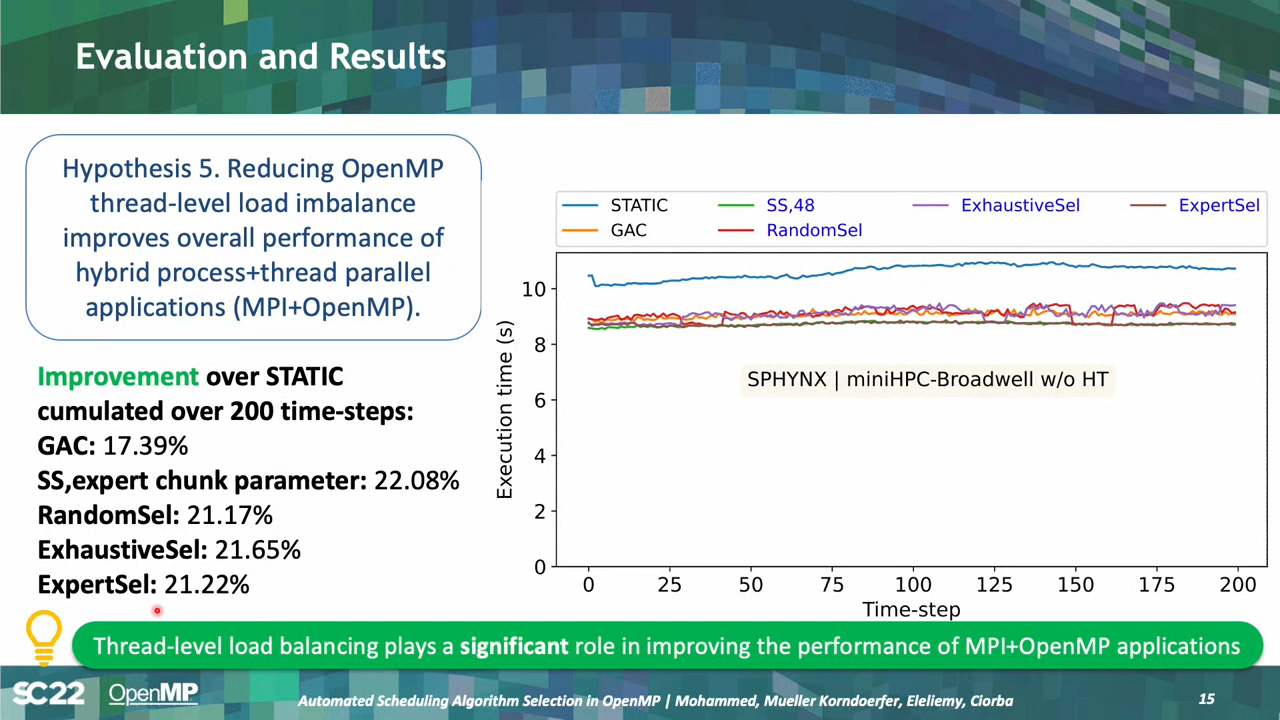 Evaluation and Results
Hypothesis 5. Reducing OpenMP
thread-level load imbalance
improves overall performance of
hybrid process+thread parallel
applications (MPI+OpenMP).
Improvement over STATIC
cumulated over 200 time-steps:
GAC: 17.39%
SS,expert chunk parameter: 22.08%
RandomSel: 21.17%
ExhaustiveSel: 21.65%
ExpertSel: 21.22%
STATIC SS,48 ExhaustiveSel ExpertSel
GAC RandomSel
Execution time (s)
10
8
6
4
2
0
SPHYNX | miniHPC-Broadwell w/o HT
0 25 50 75 100 125 150 175 200
Time-step
Thread-level load balancing plays a significant role in improving the performance of MPI+OpenMP applications
SC22 OpenMP Automated Scheduling Algorithm Selection in OpenMP | Mohammed, Mueller Korndoerfer, Eleliemy, Ciorba 15